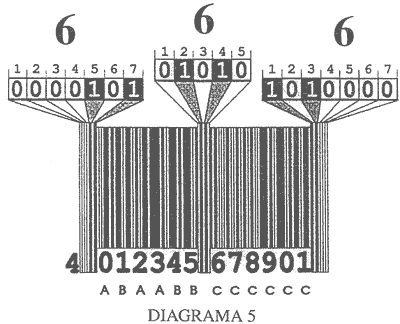 6 6 6
1 2 3 4 5
0 1 0 1 0
1 2 3 4 5 6 7
0 0 0 0 1 0 1
1 2 3 4 5 6 7
1 0 1 0 0 0 0
4 012345 678901
A B A A B B C C C C C C
DIAGRAMA 5